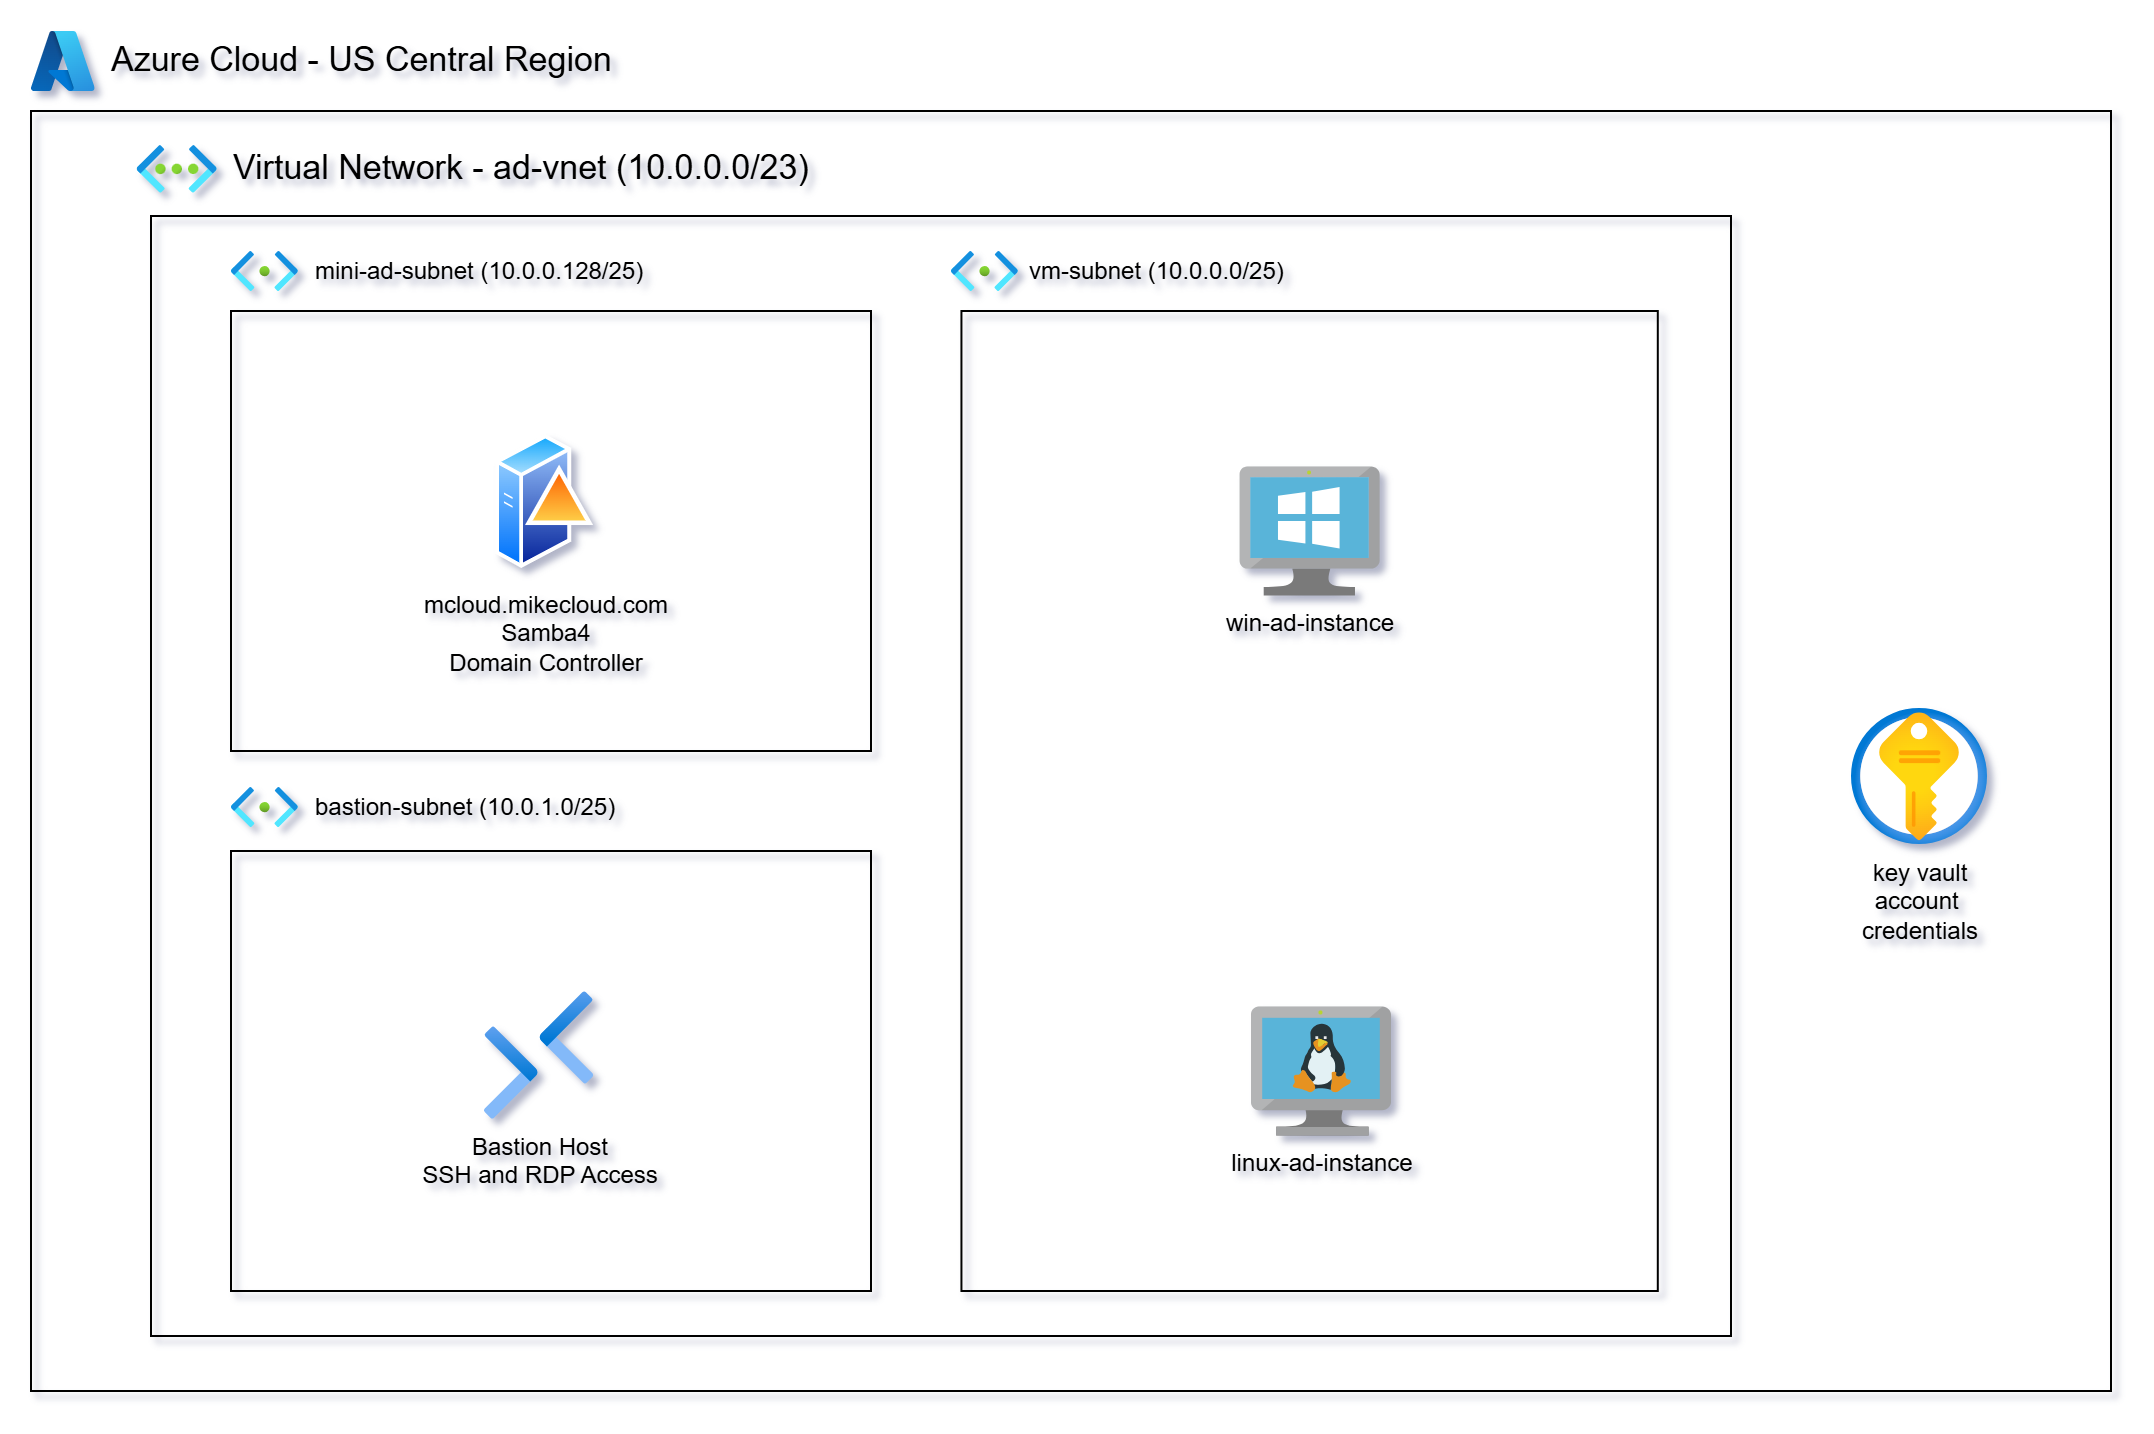 Azure Cloud - US Central Region
Virtual Network - ad-vnet (10.0.0.0/23)
mini-ad-subnet (10.0.0.128/25)
mcloud.mikecloud.com
Samba4
Domain Controller
bastion-subnet (10.0.1.0/25)
Bastion Host
SSH and RDP Access
vm-subnet (10.0.0.0/25)
win-ad-instance
linux-ad-instance
key vault
account
credentials